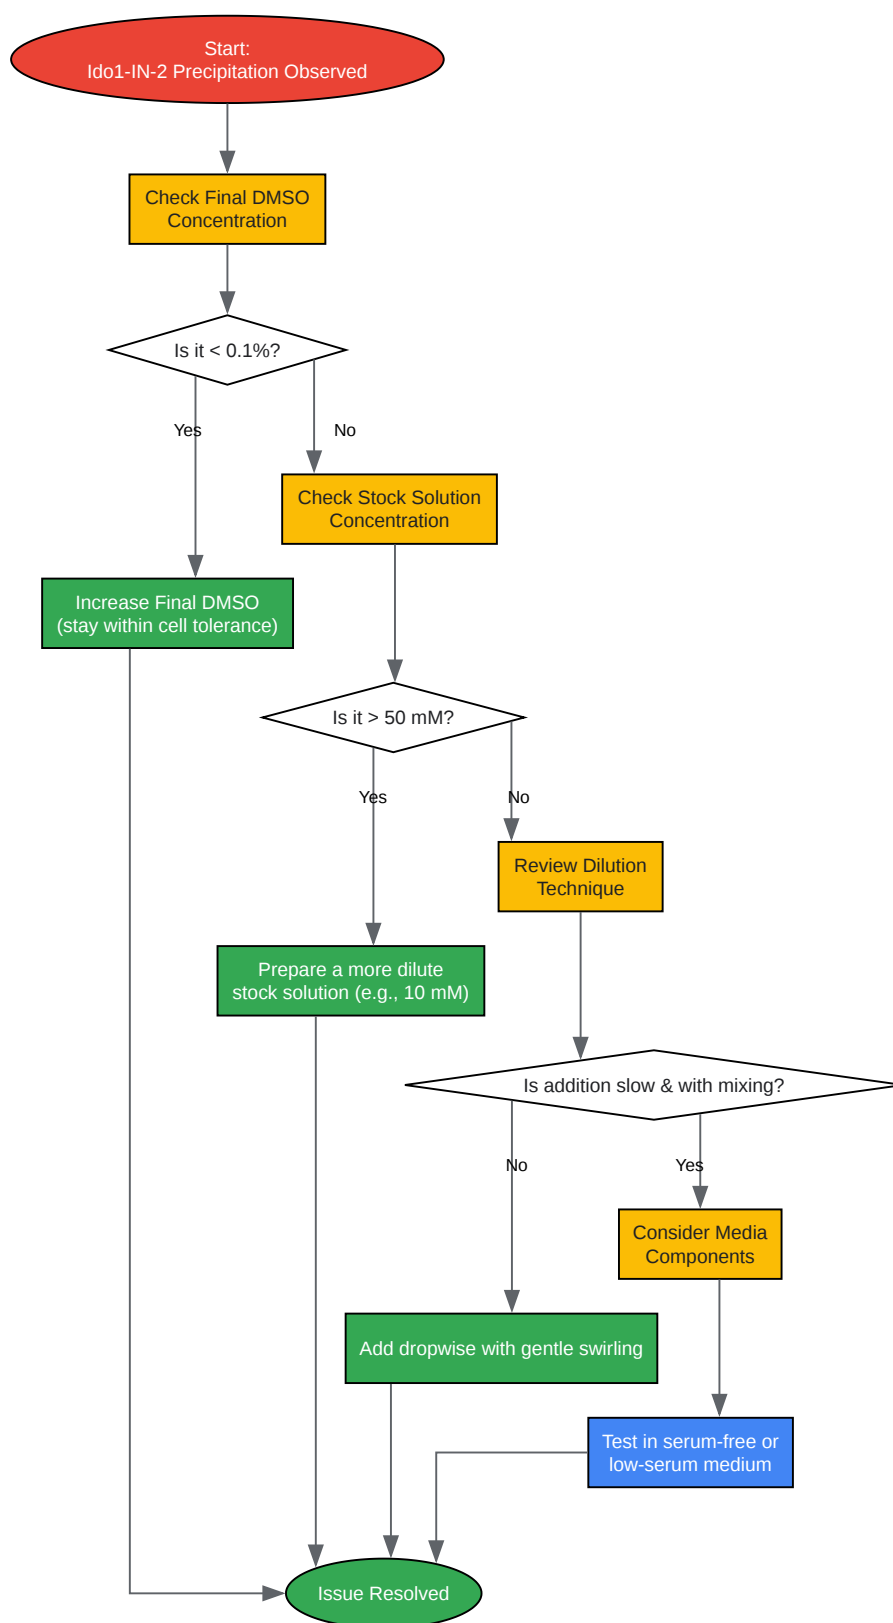 Start:
Ido1-IN-2 Precipitation Observed
Check Final DMSO
Concentration
Is it < 0.1%?
Yes
No
Check Stock Solution
Concentration
Increase Final DMSO
(stay within cell tolerance)
Is it > 50 mM?
Yes
No
Review Dilution
Technique
Prepare a more dilute
stock solution (e.g., 10 mM)
Is addition slow & with mixing?
No
Yes
Consider Media
Components
Add dropwise with gentle swirling
Test in serum-free or
low-serum medium
Issue Resolved